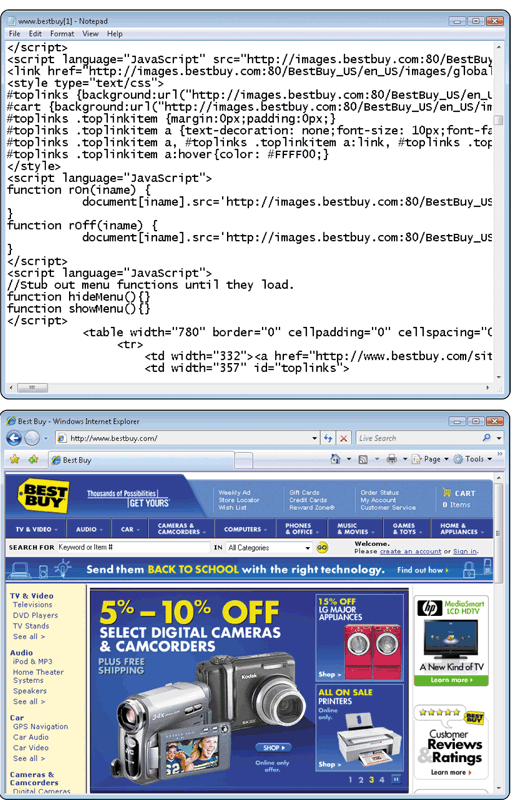 www.bestbuy[1] - Notepad
File Edit Format View Help
</script>
<script language="JavaScript" src="http://images.bestbuy.com:80/BestBuy
<link href="http://images.bestbuy.com:80/BestBuy_US/en_US/images/global
<style type="text/css">
#toplinks {background:url("http://images.bestbuy.com:80/BestBuy_US/en_U
#cart {background:url("http://images.bestbuy.com:80/BestBuy_US/en_US/im
#toplinks .toplinkitem {margin:0px;padding:0px;}
#toplinks .toplinkitem a {text-decoration: none;font-size: 10px;font-fa
#toplinks .toplinkitem a, #toplinks .toplinkitem a:link, #toplinks .top
#toplinks .toplinkitem a:hover{color: #FFFF00;}
</style>
<script language="JavaScript">
function rOn(iname) {
document[iname].src='http://images.bestbuy.com:80/BestBuy_US
}
function rOff(iname) {
document[iname].src='http://images.bestbuy.com:80/BestBuy_US
}
</script>
<script language="JavaScript">
//Stub out menu functions until they load.
function hideMenu(){}
function showMenu(){}
</script>
<table width="780" border="0" cellpadding="0" cellspacing="0
<tr>
<td width="332"><a href="http://www.bestbuy.com/sit
<td width="357" id="toplinks">
Best Buy - Windows Internet Explorer
http://www.bestbuy.com/ Live Search
Best Buy Page Tools
BEST BUY Thousands of Possibilities GET YOURS
Weekly Ad Gift Cards Order Status CART
Store Locator Credit Cards My Account 0 Items
Wish List Reward Zone® Customer Service
TV & VIDEO AUDIO CAR CAMERAS & CAMCORDERS COMPUTERS PHONES & OFFICE MUSIC & MOVIES GAMES & TOYS HOME & APPLIANCES
SEARCH FOR Keyword or Item # IN All Categories GO Welcome.
Please create an account or Sign in.
Send them BACK TO SCHOOL with the right technology. Find out how
TV & Video
Televisions
DVD Players
TV Stands
See all >
Audio
iPod & MP3
Home Theater
Systems
Speakers
See all >
Car
GPS Navigation
Car Audio
Car Video
See all >
Cameras &
Camcorders
Digital Cameras
5%–10% OFF
SELECT DIGITAL CAMERAS
& CAMCORDERS
PLUS FREE
SHIPPING
Kodak
34x
SHOP
Online only
offer.
15% OFF
LG MAJOR
APPLIANCES
Shop >
ALL ON SALE
PRINTERS
Online
only.
Shop >
1 2 3 4
hp MediaSmart
LCD HDTV
A New Kind of TV
Learn more
BEST BUY
Customer
Reviews
& Ratings
Learn more